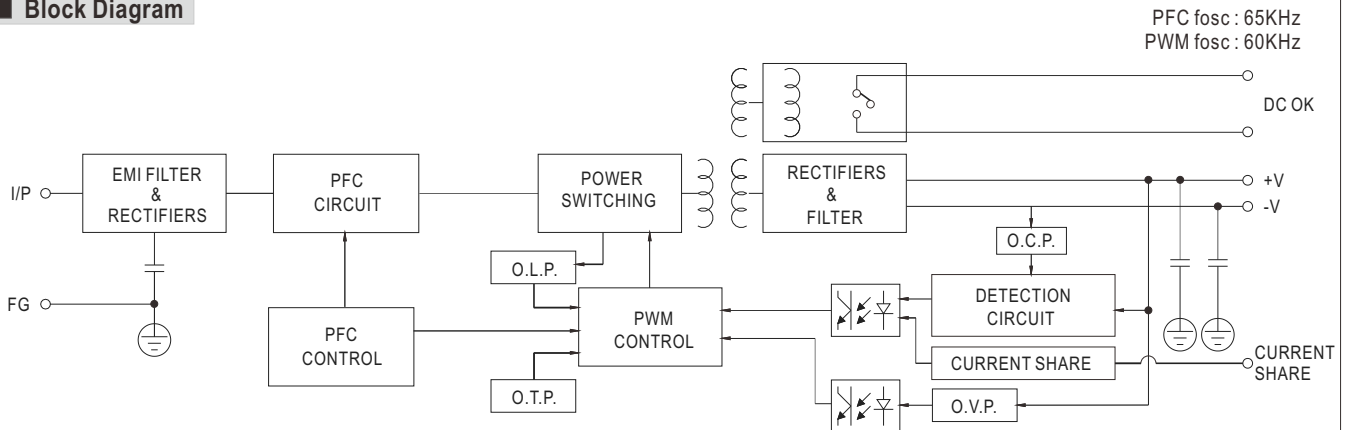 Block Diagram
PFC fosc : 65KHz
PWM fosc : 60KHz
DC OK
I/P
EMI FILTER
&
RECTIFIERS
PFC
CIRCUIT
POWER
SWITCHING
RECTIFIERS
&
FILTER
+V
-V
O.C.P.
O.L.P.
FG
PFC
CONTROL
PWM
CONTROL
DETECTION
CIRCUIT
CURRENT SHARE
CURRENT
SHARE
O.T.P.
O.V.P.